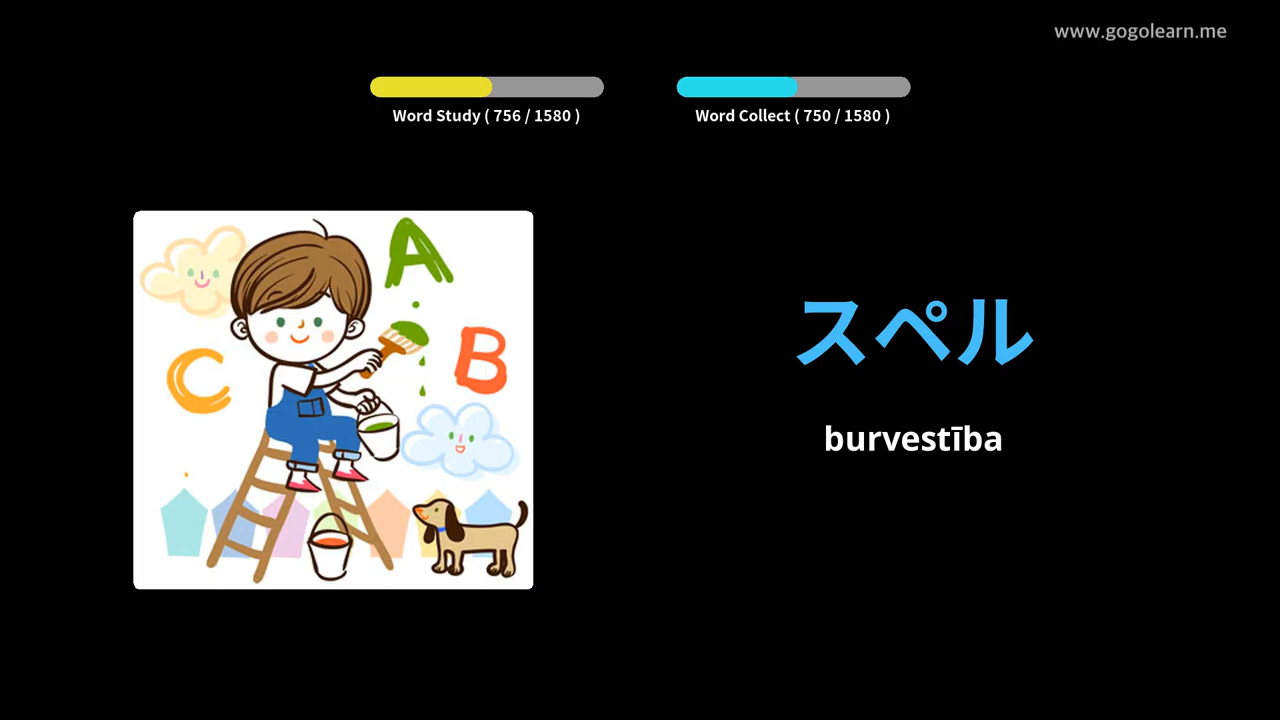 www.gogolearn.me
Word Study ( 756 / 1580 )
Word Collect ( 750 / 1580 )
A
B
C
スペル
burvestība